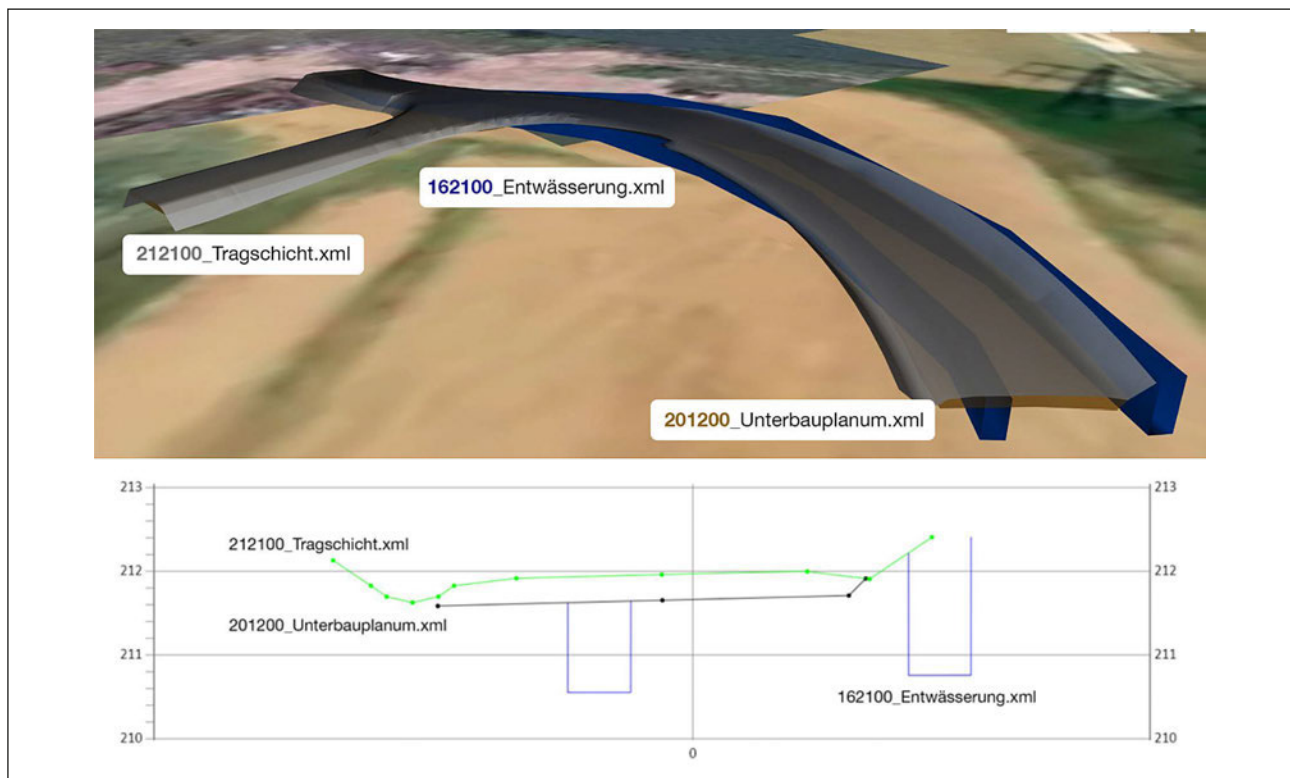 162100_Entwässerung.xml
212100_Tragschicht.xml
201200_Unterbauplanum.xml
213
213
212100_Tragschicht.xml
212
212
201200_Unterbauplanum.xml
211
211
162100_Entwässerung.xml
210
210
0